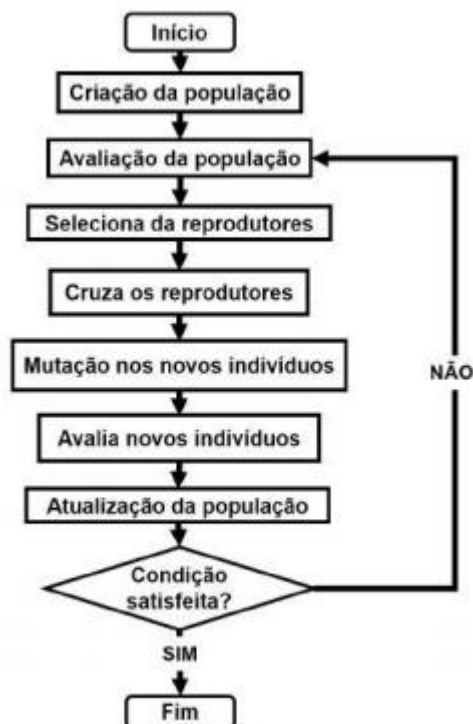 Início
Criação da população
Avaliação da população
Seleciona da reprodutores
Cruza os reprodutores
Mutação nos novos indivíduos
NÃO
Avalia novos indivíduos
Atualização da população
Condição
satisfeita?
SIM
Fim